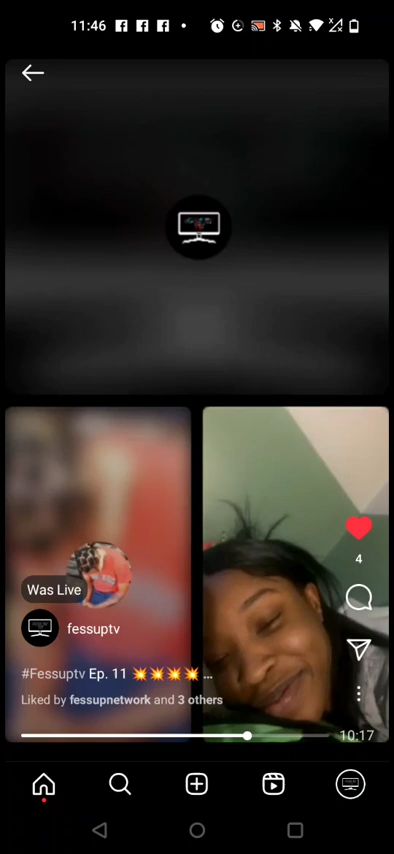 11:46
Was Live
fessuptv
#Fessuptv Ep. 11 💥💥💥💥 ...
4
Liked by fessupnetwork and 3 others
10:17